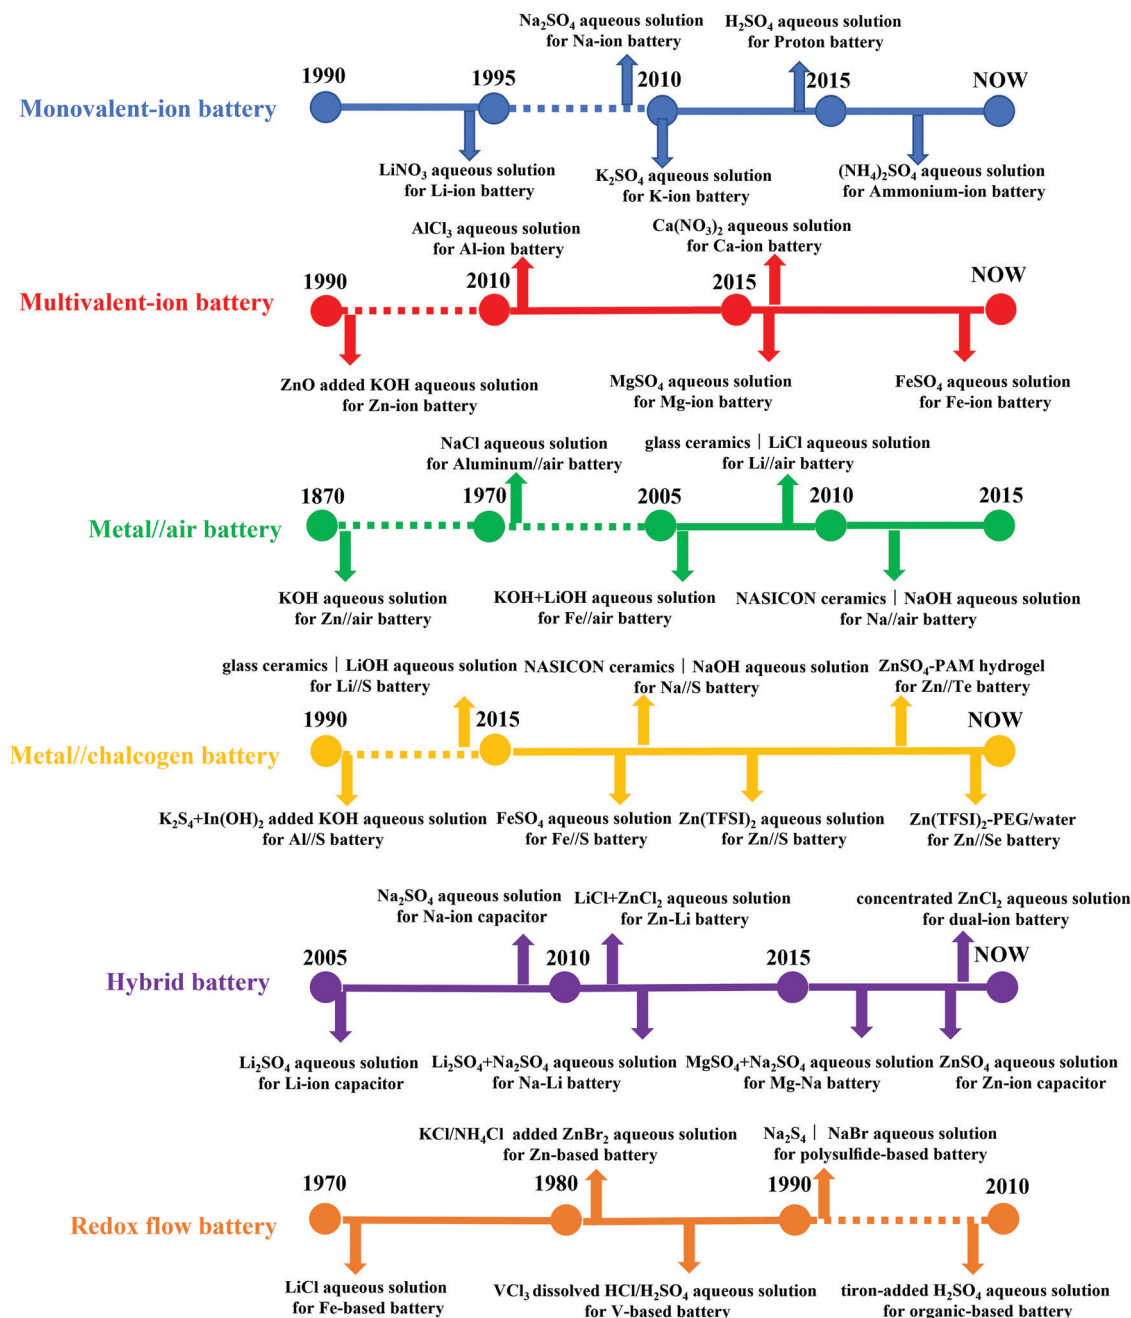 Na₂SO₄ aqueous solution
for Na-ion battery
H₂SO₄ aqueous solution
for Proton battery
1990
1995
2010
2015
NOW
Monovalent-ion battery
LiNO₃ aqueous solution
for Li-ion battery
K₂SO₄ aqueous solution
for K-ion battery
(NH₄)₂SO₄ aqueous solution
for Ammonium-ion battery
AlCl₃ aqueous solution
for Al-ion battery
Ca(NO₃)₂ aqueous solution
for Ca-ion battery
1990
2010
2015
NOW
Multivalent-ion battery
ZnO added KOH aqueous solution
for Zn-ion battery
MgSO₄ aqueous solution
for Mg-ion battery
FeSO₄ aqueous solution
for Fe-ion battery
NaCl aqueous solution
for Aluminum//air battery
glass ceramics | LiCl aqueous solution
for Li//air battery
1870
1970
2005
2010
2015
Metal//air battery
KOH aqueous solution
for Zn//air battery
KOH+LiOH aqueous solution
for Fe//air battery
NASICON ceramics | NaOH aqueous solution
for Na//air battery
glass ceramics | LiOH aqueous solution
for Li//S battery
NASICON ceramics | NaOH aqueous solution
for Na//S battery
ZnSO₄-PAM hydrogel
for Zn//Te battery
1990
2015
NOW
Metal//chalcogen battery
K₂S₄+In(OH)₂ added KOH aqueous solution
for Al//S battery
FeSO₄ aqueous solution
for Fe//S battery
Zn(TFSI)₂ aqueous solution
for Zn//S battery
Zn(TFSI)₂-PEG/water
for Zn//Se battery
Na₂SO₄ aqueous solution
for Na-ion capacitor
LiCl+ZnCl₂ aqueous solution
for Zn-Li battery
concentrated ZnCl₂ aqueous solution
for dual-ion battery
2005
2010
2015
NOW
Hybrid battery
Li₂SO₄ aqueous solution
for Li-ion capacitor
Li₂SO₄+Na₂SO₄ aqueous solution
for Na-Li battery
MgSO₄+Na₂SO₄ aqueous solution
for Mg-Na battery
ZnSO₄ aqueous solution
for Zn-ion capacitor
KCl/NH₄Cl added ZnBr₂ aqueous solution
for Zn-based battery
Na₂S₄ | NaBr aqueous solution
for polysulfide-based battery
1970
1980
1990
2010
Redox flow battery
LiCl aqueous solution
for Fe-based battery
VCl₃ dissolved HCl/H₂SO₄ aqueous solution
for V-based battery
tiron-added H₂SO₄ aqueous solution
for organic-based battery